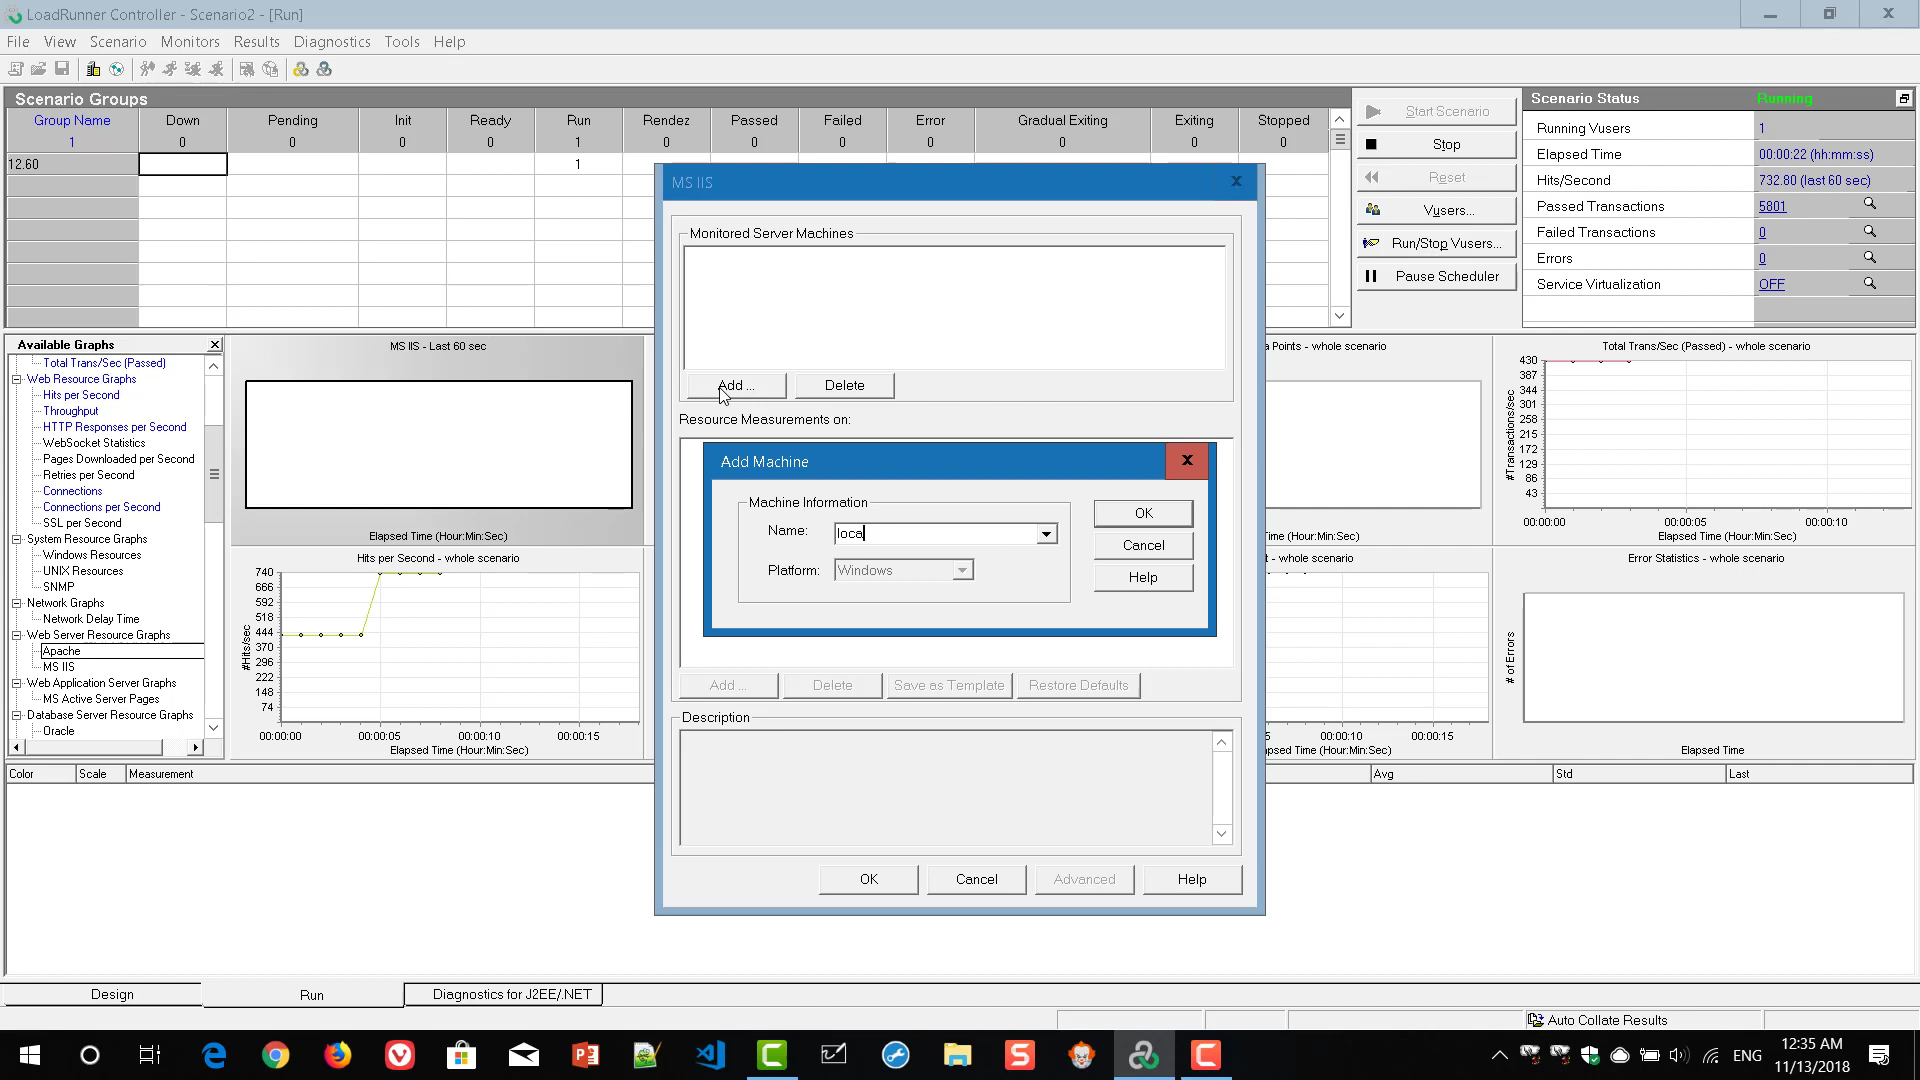 LoadRunner Controller - Scenario2 - [Run]
File View Scenario Monitors Results Diagnostics Tools Help
Scenario Groups
Group Name Down Pending Init Ready Run Rendez Passed Failed Error Gradual Exiting Exiting Stopped
1 0 0 0 0 1 0 0 0 0 0 0 0
12.60 1
Start Scenario
Stop
Reset
Vusers...
Run/Stop Vusers...
Pause Scheduler
Scenario Status Running
Running Vusers 1
Elapsed Time 00:00:22 (hh:mm:ss)
Hits/Second 732.80 (last 60 sec)
Passed Transactions 5801
Failed Transactions 0
Errors 0
Service Virtualization OFF
MS IIS
Monitored Server Machines
Add ... Delete
Resource Measurements on:
Add Machine
Machine Information
Name: loca
Platform: Windows
OK
Cancel
Help
Add ... Delete Save as Template Restore Defaults
Description
OK Cancel Advanced Help
Available Graphs
Total Trans/Sec (Passed)
Web Resource Graphs
Hits per Second
Throughput
HTTP Responses per Second
WebSocket Statistics
Pages Downloaded per Second
Retries per Second
Connections
Connections per Second
SSL per Second
System Resource Graphs
Windows Resources
UNIX Resources
SNMP
Network Graphs
Network Delay Time
Web Server Resource Graphs
Apache
MS IIS
Web Application Server Graphs
MS Active Server Pages
Database Server Resource Graphs
Oracle
MS IIS - Last 60 sec
Elapsed Time (Hour:Min:Sec)
Hits per Second - whole scenario
#Hits/sec
740
666
592
518
444
370
296
222
148
74
00:00:00 00:00:05 00:00:10 00:00:15
Elapsed Time (Hour:Min:Sec)
a Points - whole scenario
ime (Hour:Min:Sec)
t - whole scenario
5 00:00:10 00:00:15
psed Time (Hour:Min:Sec)
Total Trans/Sec (Passed) - whole scenario
#Transactions/sec
430
387
344
301
258
215
172
129
86
43
00:00:00 00:00:05 00:00:10
Elapsed Time (Hour:Min:Sec)
Error Statistics - whole scenario
# of Errors
Elapsed Time
Color Scale Measurement Avg Std Last
Design Run Diagnostics for J2EE/.NET
Auto Collate Results
ENG
12:35 AM
11/13/2018